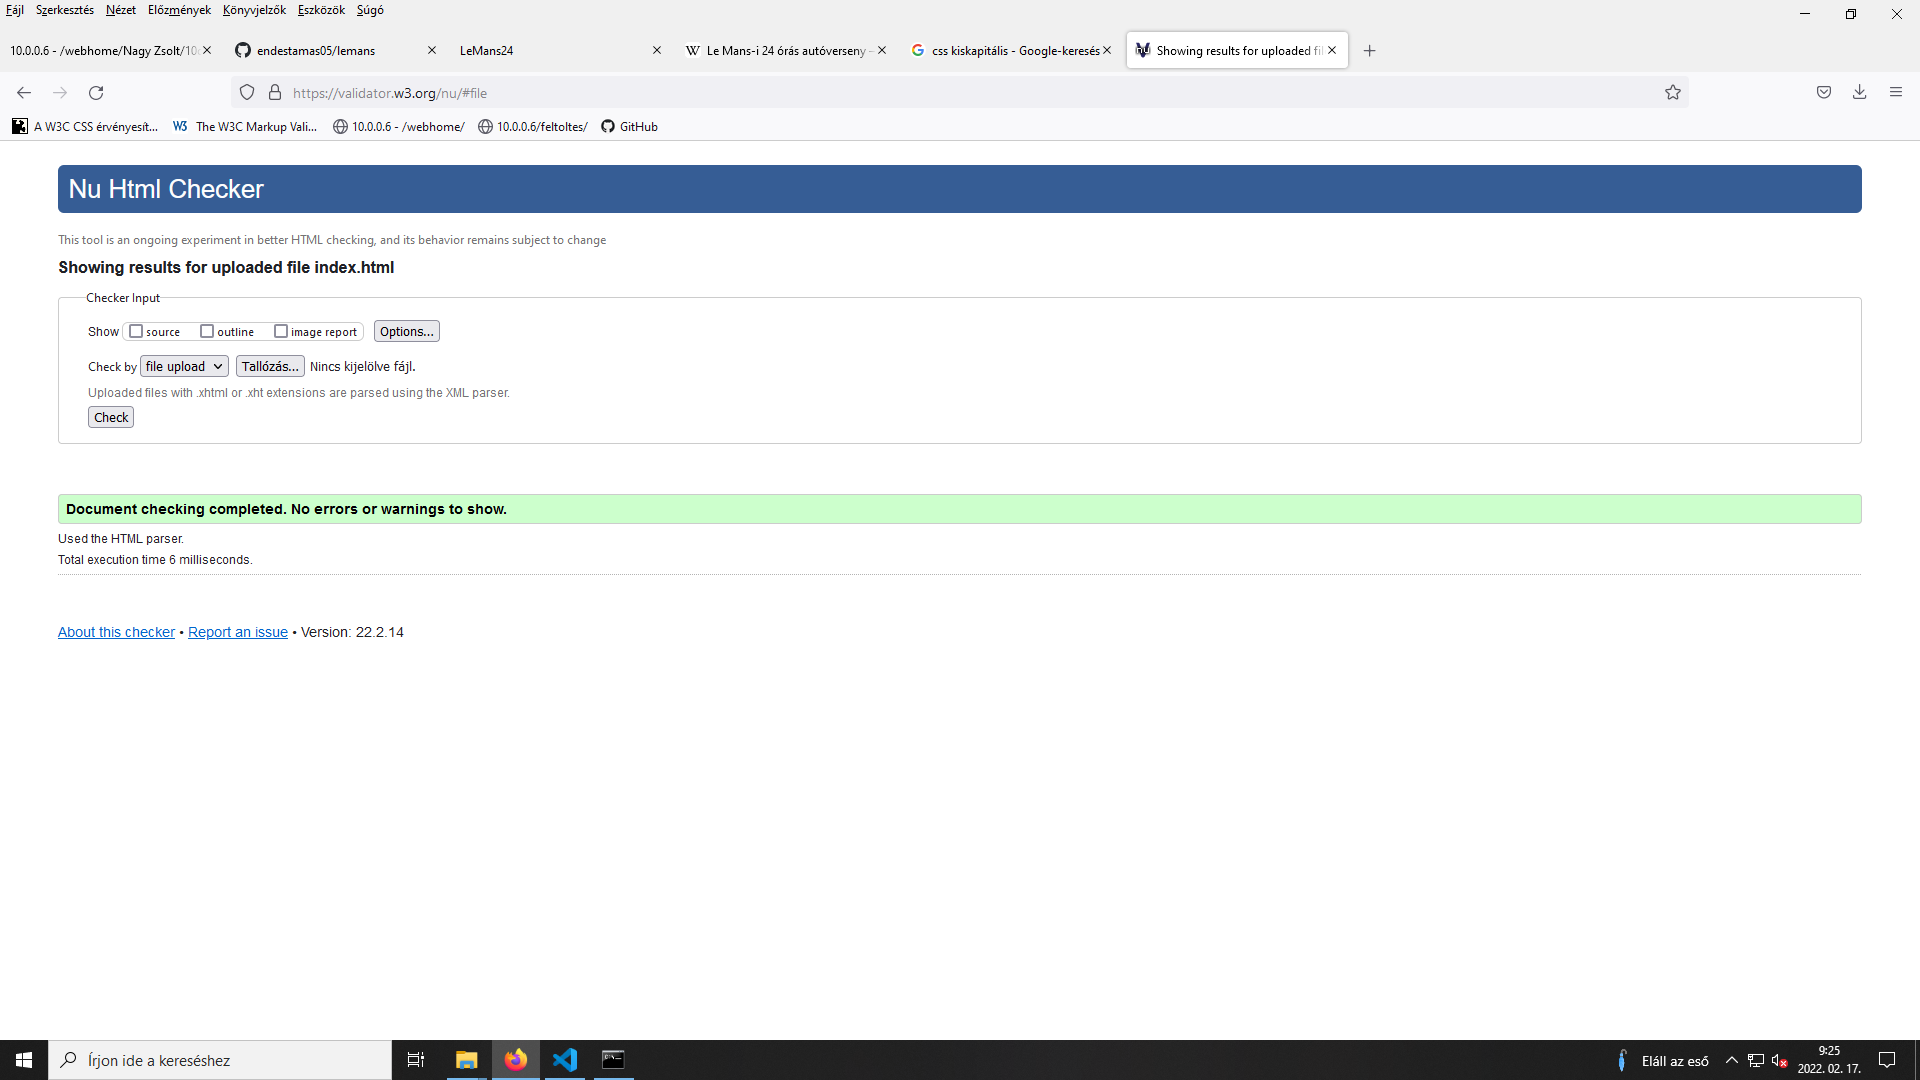 Fájl Szerkesztés Nézet Előzmények Könyvjelzők Eszközök Súgó
10.0.0.6 - /webhome/Nagy Zsolt/10 endestamas05/lemans LeMans24 Le Mans-i 24 órás autóverseny – css kiskapitális - Google-keresés Showing results for uploaded fil
https://validator.w3.org/nu/#file
A W3C CSS érvényesít... The W3C Markup Vali... 10.0.0.6 - /webhome/ 10.0.0.6/feltoltes/ GitHub
Nu Html Checker
This tool is an ongoing experiment in better HTML checking, and its behavior remains subject to change
Showing results for uploaded file index.html
Checker Input
Show source outline image report Options...
Check by file upload Tallózás... Nincs kijelölve fájl.
Uploaded files with .xhtml or .xht extensions are parsed using the XML parser.
Check
Document checking completed. No errors or warnings to show.
Used the HTML parser.
Total execution time 6 milliseconds.
About this checker • Report an issue • Version: 22.2.14
Írjon ide a kereséshez
Eláll az eső
9:25
2022. 02. 17.